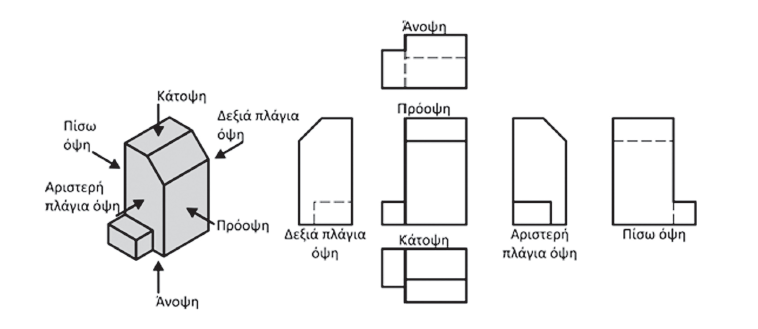 Κάτοψη
Πίσω
όψη
Δεξιά πλάγια
όψη
Αριστερή
πλάγια όψη
Πρόοψη
Άνοψη
Άνοψη
Πρόοψη
Δεξιά πλάγια
όψη
Κάτοψη
Αριστερή
πλάγια όψη
Πίσω όψη